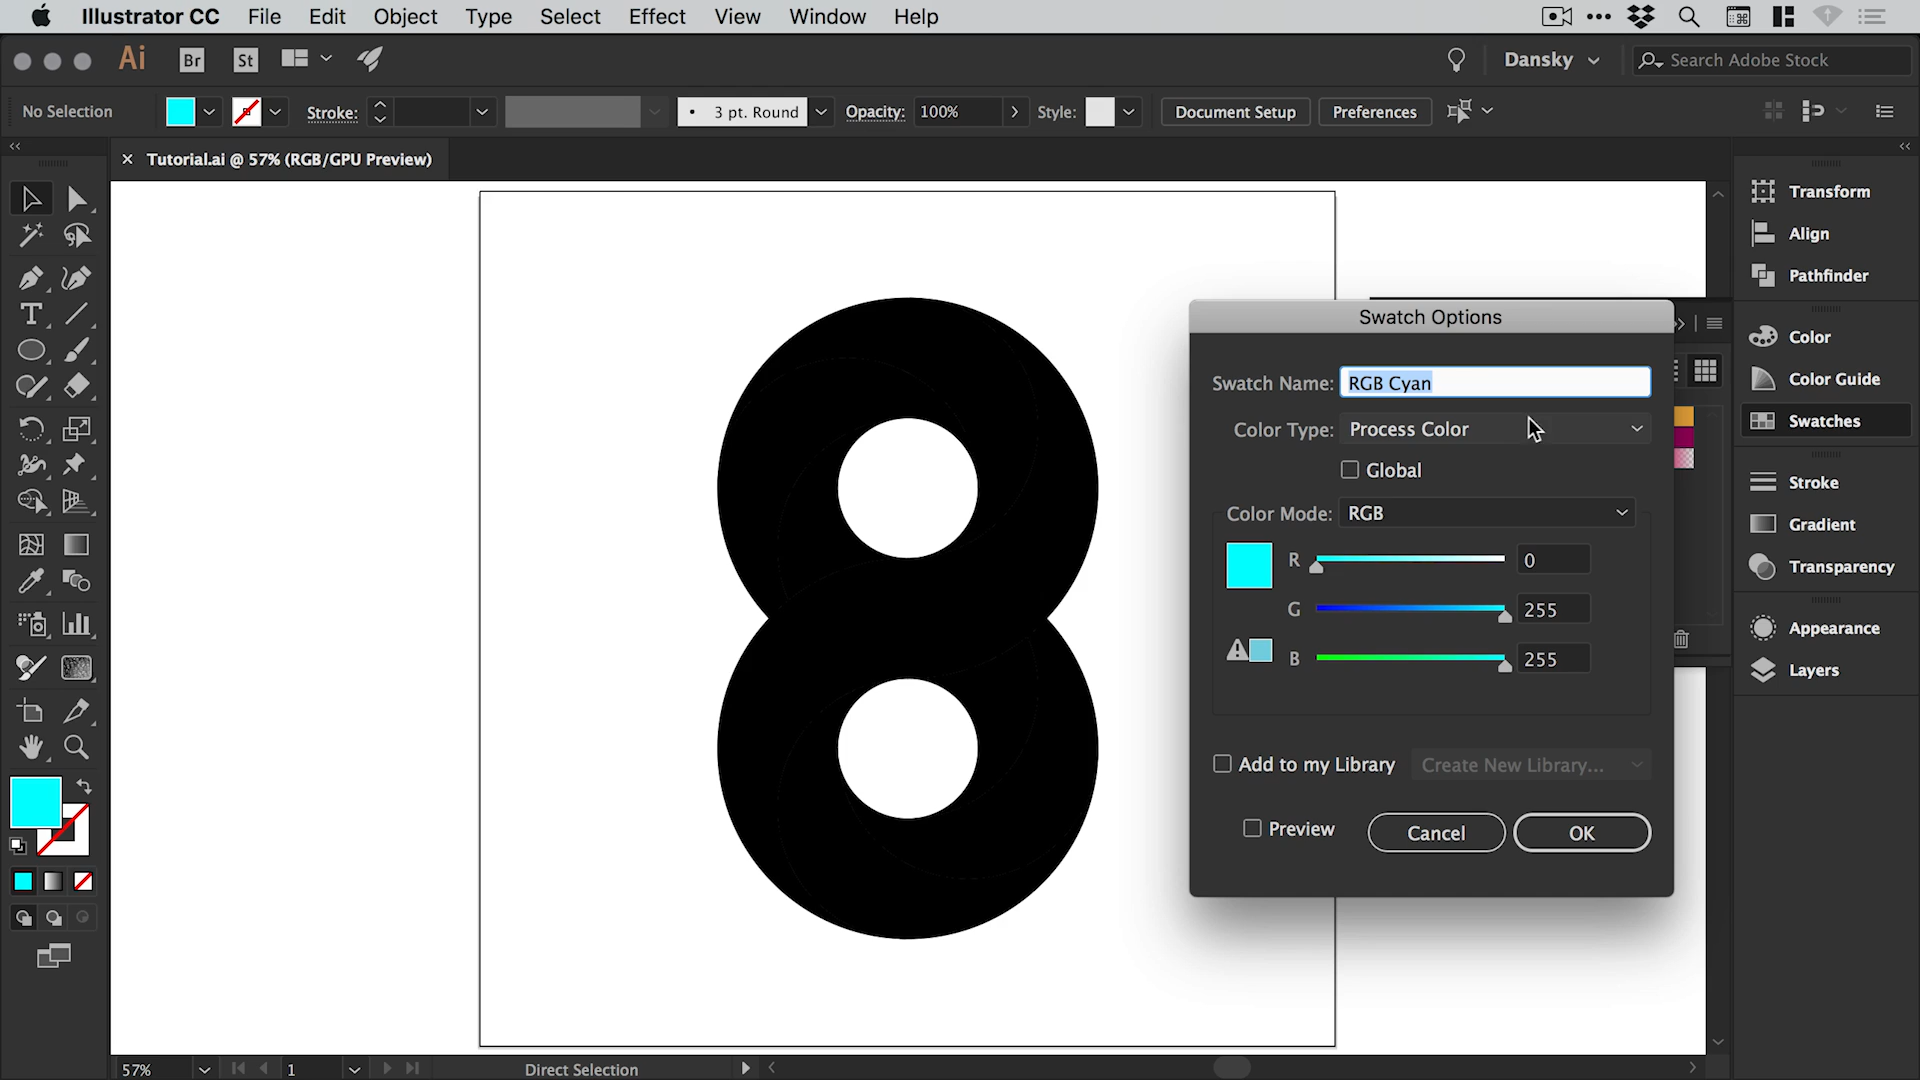 Illustrator CC File Edit Object Type Select Effect View Window Help
Ai Br St Dansky Search Adobe Stock
No Selection Stroke: 3 pt. Round Opacity: 100% Style: Document Setup Preferences
Tutorial.ai @ 57% (RGB/GPU Preview)
Transform
Align
Pathfinder
Color
Color Guide
Swatches
Stroke
Gradient
Transparency
Appearance
Layers
8
Swatch Options
Swatch Name: RGB Cyan
Color Type: Process Color
Global
Color Mode: RGB
R 0
G 255
B 255
Add to my Library Create New Library...
Preview Cancel OK
57% 1 Direct Selection